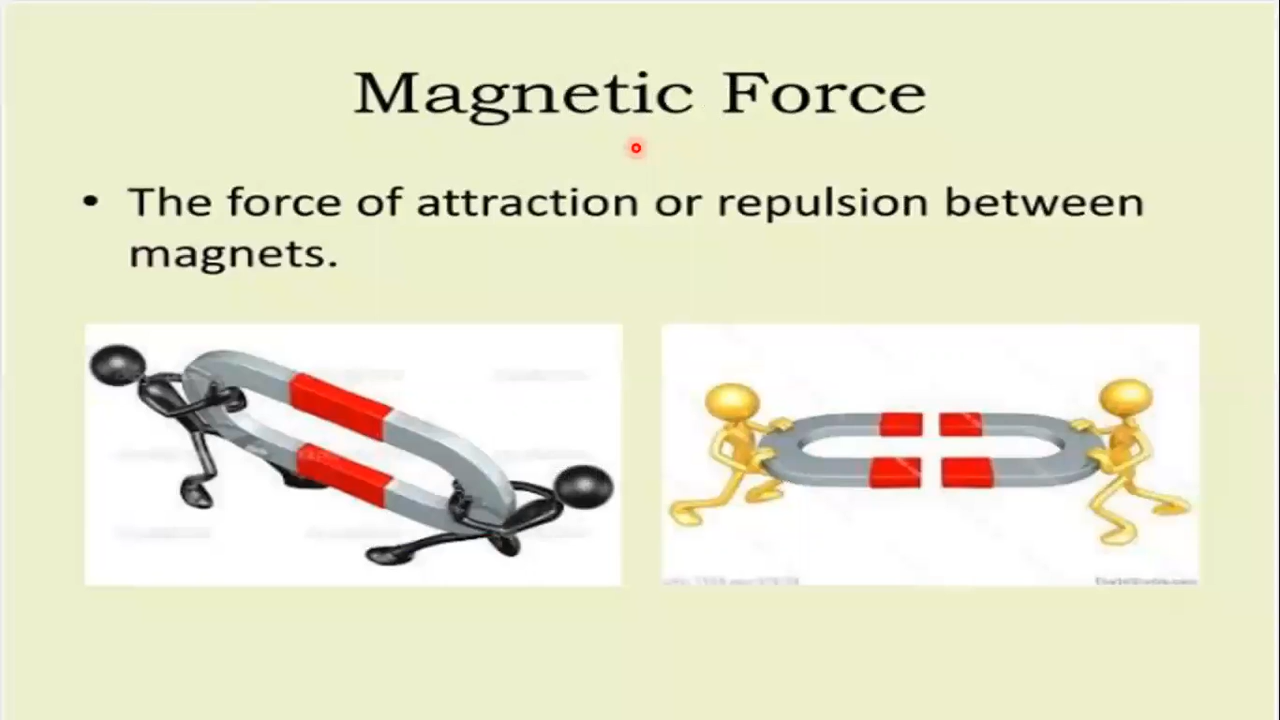 Magnetic Force
• The force of attraction or repulsion between
magnets.